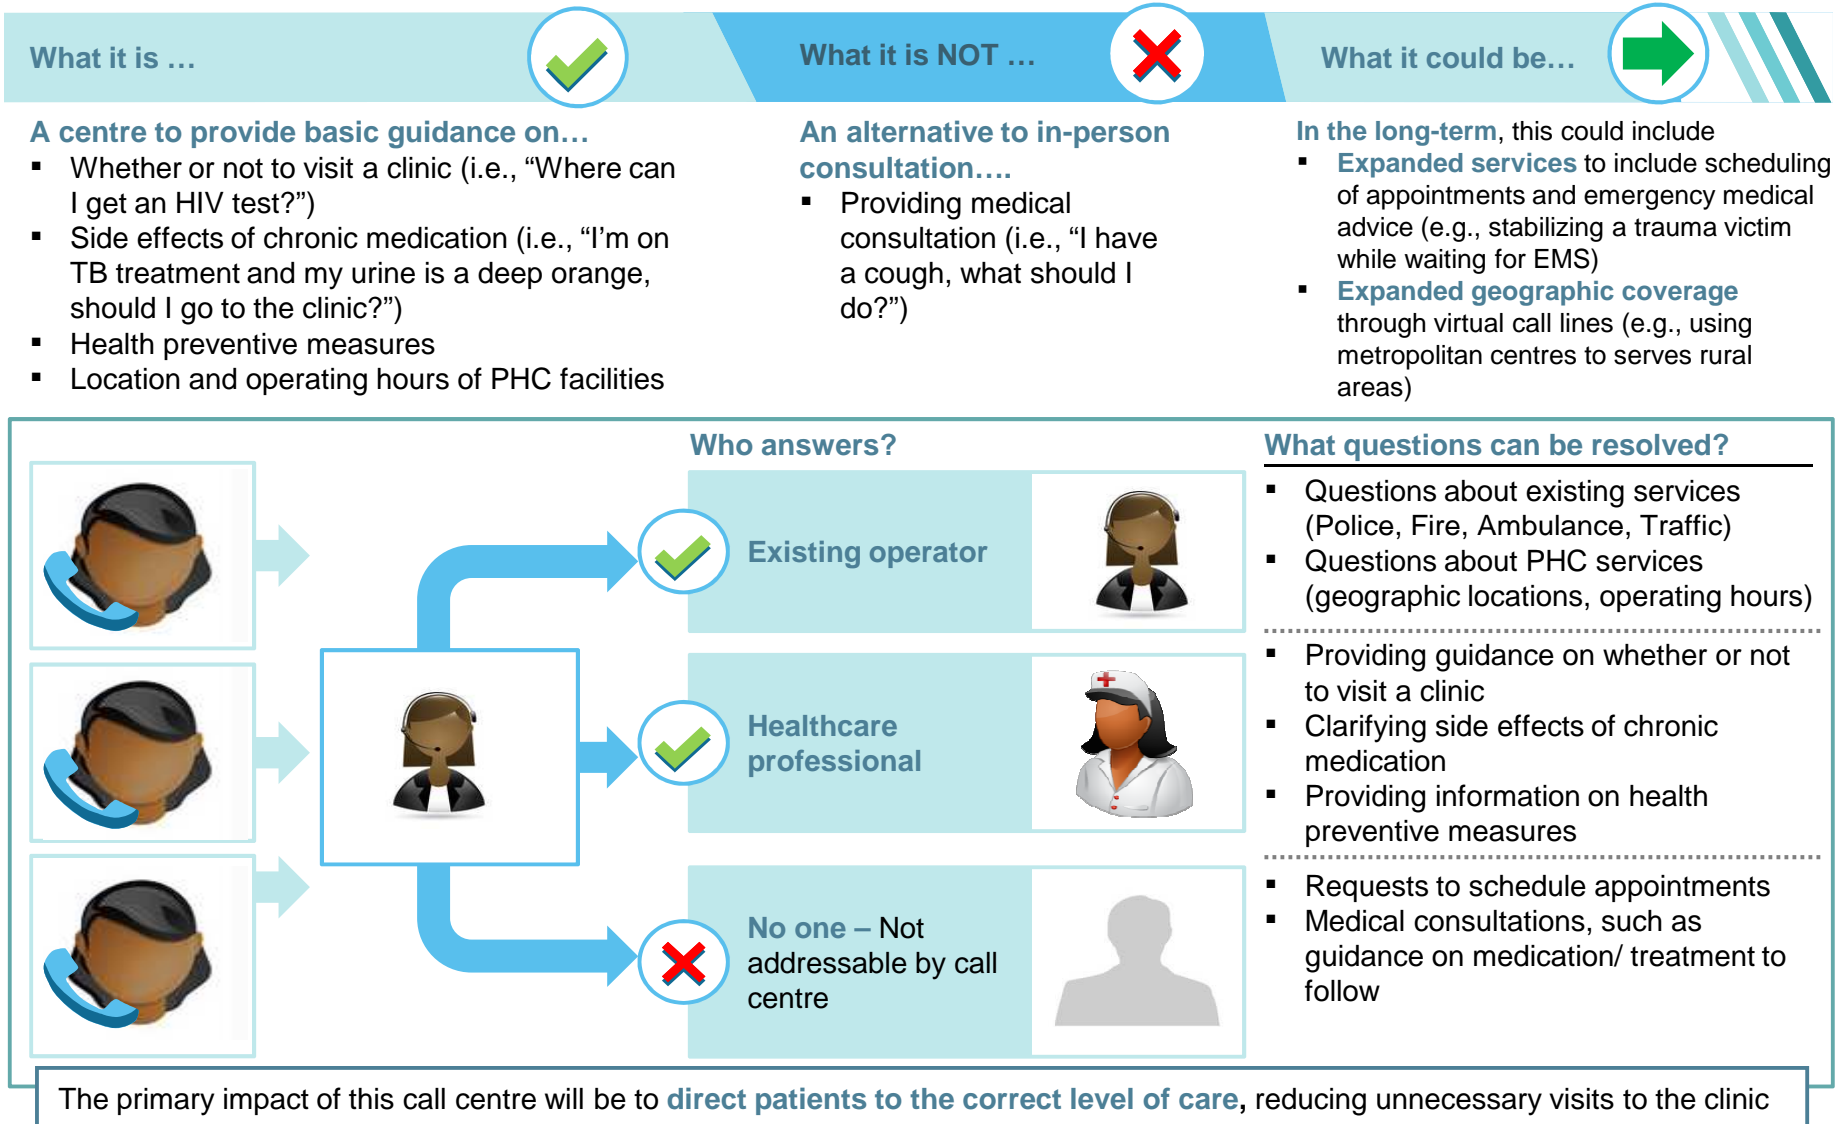 What it is …
What it is NOT …
What it could be…
A centre to provide basic guidance on…
▪ Whether or not to visit a clinic (i.e., “Where can
I get an HIV test?”)
▪ Side effects of chronic medication (i.e., “I’m on
TB treatment and my urine is a deep orange,
should I go to the clinic?”)
▪ Health preventive measures
▪ Location and operating hours of PHC facilities
An alternative to in-person
consultation….
▪ Providing medical
consultation (i.e., “I have
a cough, what should I
do?”)
In the long-term, this could include
▪ Expanded services to include scheduling
of appointments and emergency medical
advice (e.g., stabilizing a trauma victim
while waiting for EMS)
▪ Expanded geographic coverage
through virtual call lines (e.g., using
metropolitan centres to serves rural
areas)
Who answers?
What questions can be resolved?
Existing operator
▪ Questions about existing services
(Police, Fire, Ambulance, Traffic)
▪ Questions about PHC services
(geographic locations, operating hours)
Healthcare
professional
▪ Providing guidance on whether or not
to visit a clinic
▪ Clarifying side effects of chronic
medication
▪ Providing information on health
preventive measures
No one – Not
addressable by call
centre
▪ Requests to schedule appointments
▪ Medical consultations, such as
guidance on medication/ treatment to
follow
The primary impact of this call centre will be to direct patients to the correct level of care, reducing unnecessary visits to the clinic